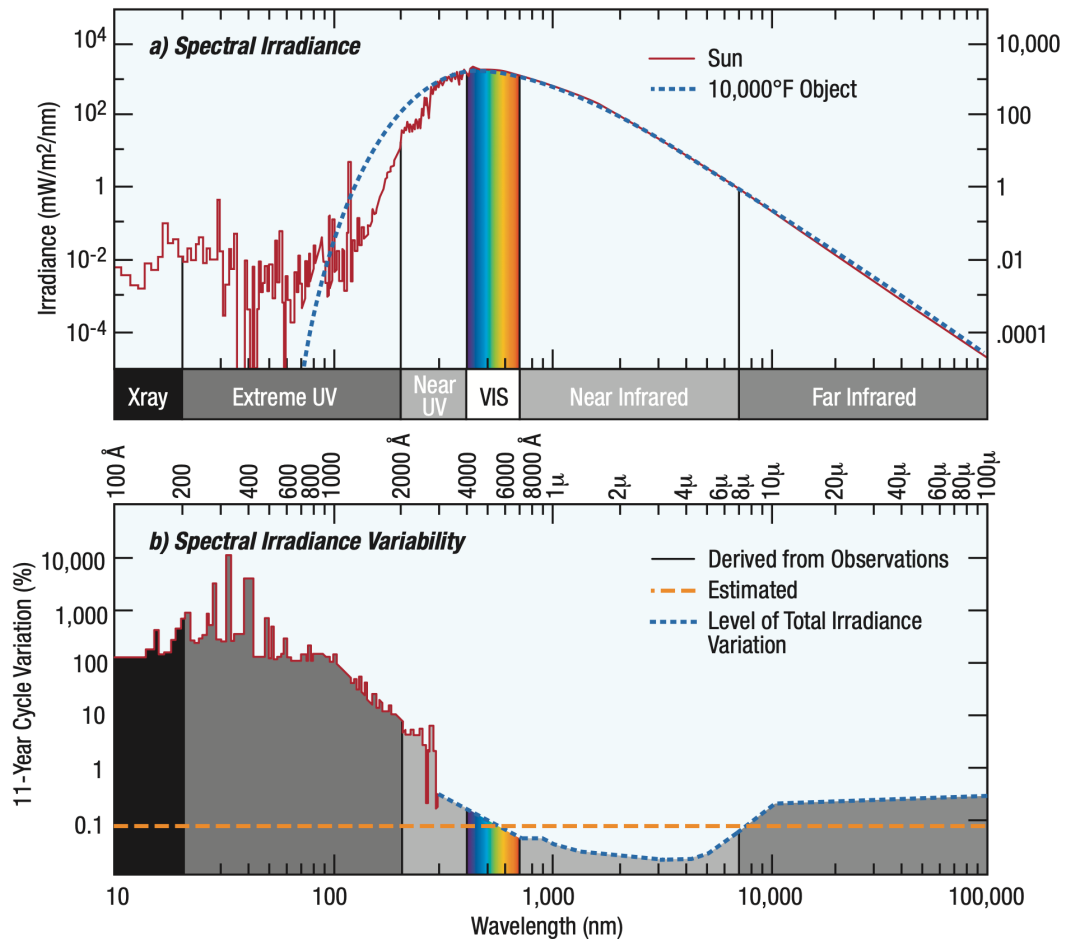 a) Spectral Irradiance
Sun
10,000°F Object
Irradiance (mW/m²/nm)
10⁴
10²
1
10⁻²
10⁻⁴
10,000
100
1
.01
.0001
Xray
Extreme UV
Near
UV
VIS
Near Infrared
Far Infrared
100 Å
200
400
600
800
1000
2000 Å
4000
6000
8000 Å
1µ
2µ
4µ
6µ
8µ
10µ
20µ
40µ
60µ
80µ
100µ
b) Spectral Irradiance Variability
Derived from Observations
Estimated
Level of Total Irradiance
Variation
11-Year Cycle Variation (%)
10,000
1,000
100
10
1
0.1
10
100
1,000
10,000
100,000
Wavelength (nm)